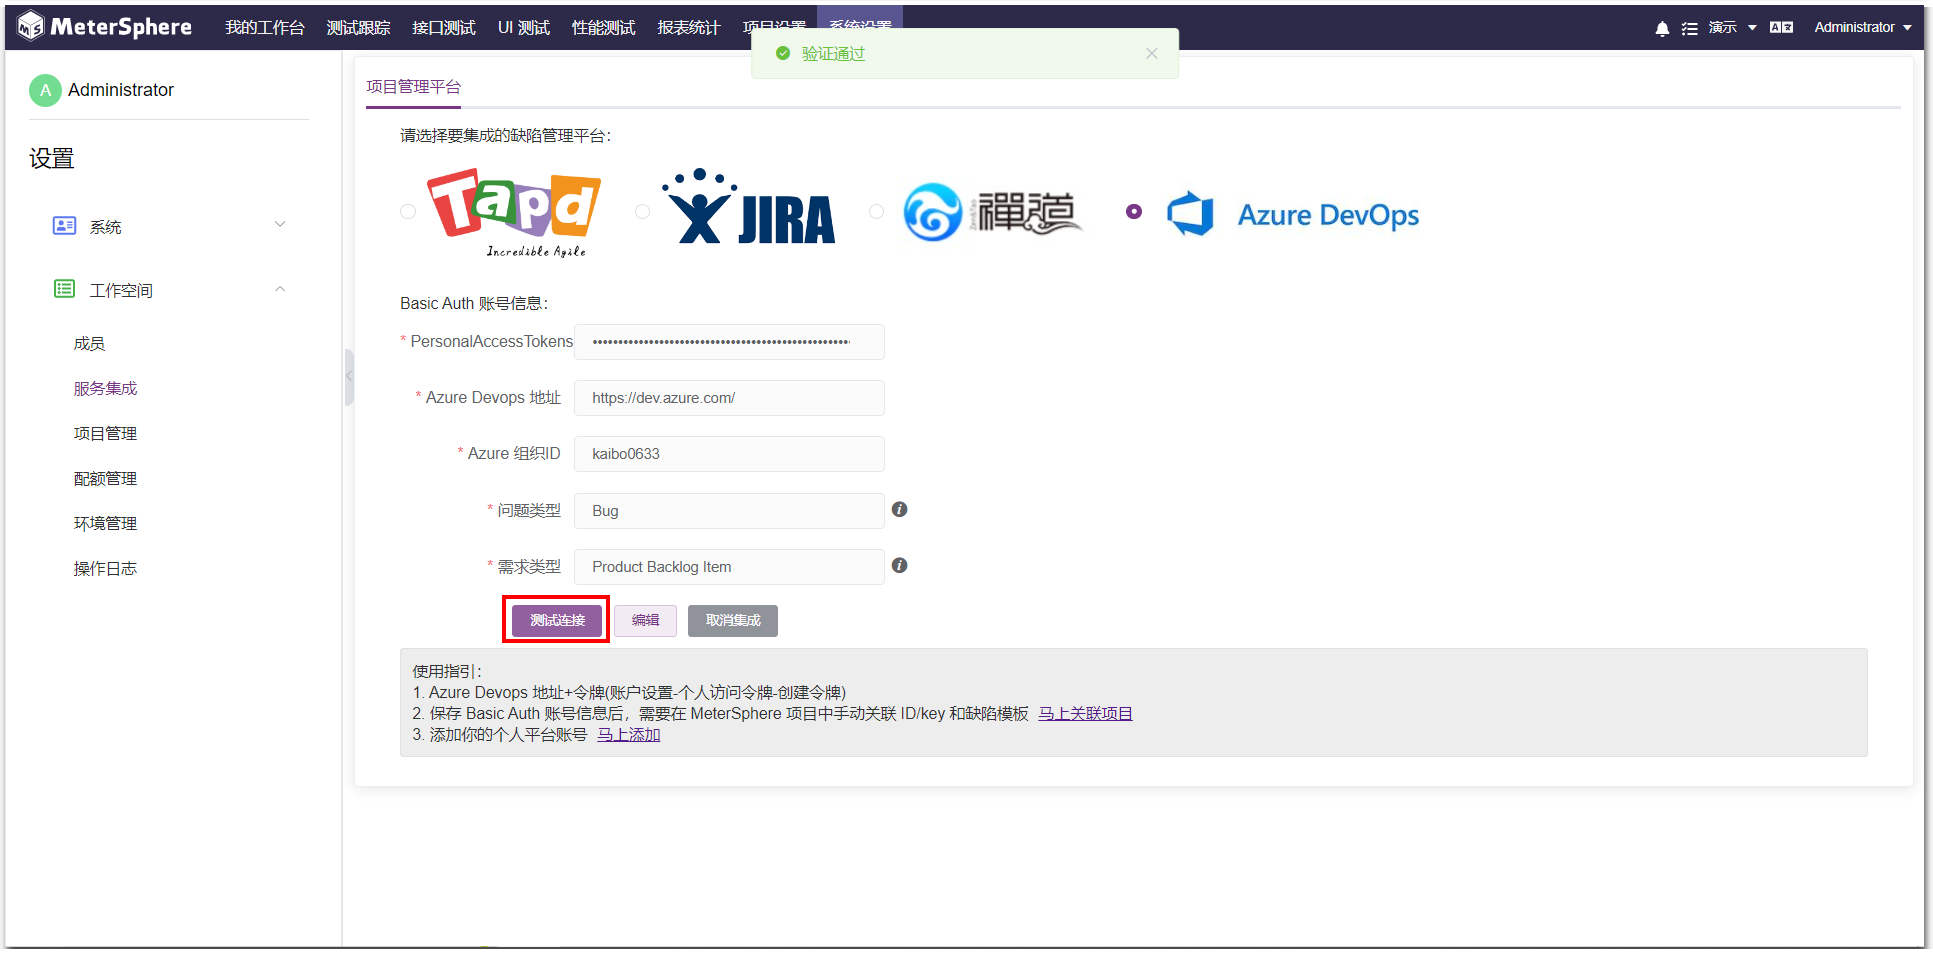 MeterSphere 我的工作台 测试跟踪 接口测试 UI 测试 性能测试 报表统计 项目设置 系统设置 演示 Administrator
验证通过
A Administrator
设置
系统
工作空间
成员
服务集成
项目管理
配额管理
环境管理
操作日志
项目管理平台
请选择要集成的缺陷管理平台：
Tapd
Incredible Agile
JIRA
禪道
Zen&Tao
Azure DevOps
Basic Auth 账号信息：
* PersonalAccessTokens
* Azure Devops 地址 https://dev.azure.com/
* Azure 组织ID kaibo0633
* 问题类型 Bug
* 需求类型 Product Backlog Item
测试连接 编辑 取消集成
使用指引：
1. Azure Devops 地址+令牌(账户设置-个人访问令牌-创建令牌)
2. 保存 Basic Auth 账号信息后，需要在 MeterSphere 项目中手动关联 ID/key 和缺陷模板 马上关联项目
3. 添加你的个人平台账号 马上添加